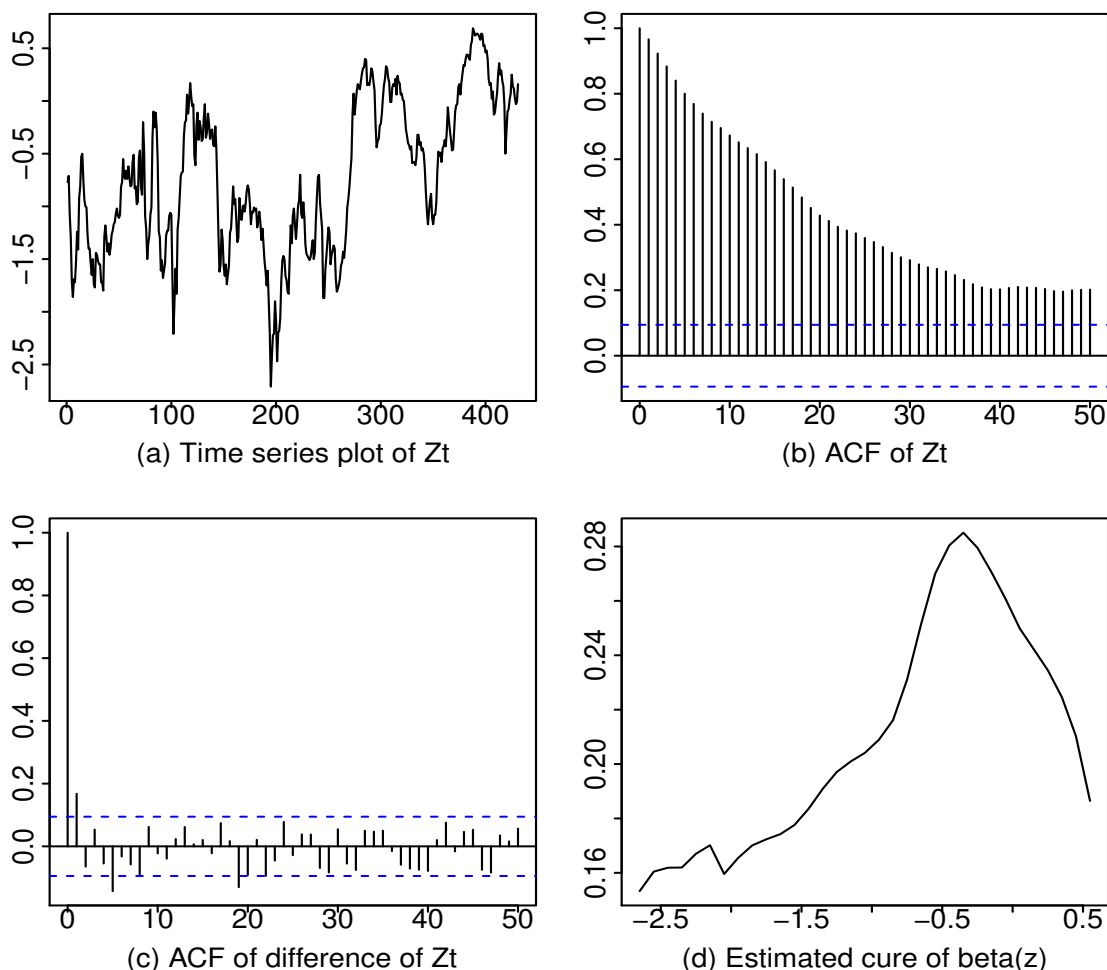 0.5
−0.5
−1.5
−2.5
0 100 200 300 400
(a) Time series plot of Zt
1.0
0.8
0.6
0.4
0.2
0.0
0 10 20 30 40 50
(b) ACF of Zt
1.0
0.8
0.6
0.4
0.2
0.0
0 10 20 30 40 50
(c) ACF of difference of Zt
0.28
0.24
0.20
0.16
−2.5 −1.5 −0.5 0.5
(d) Estimated cure of beta(z)